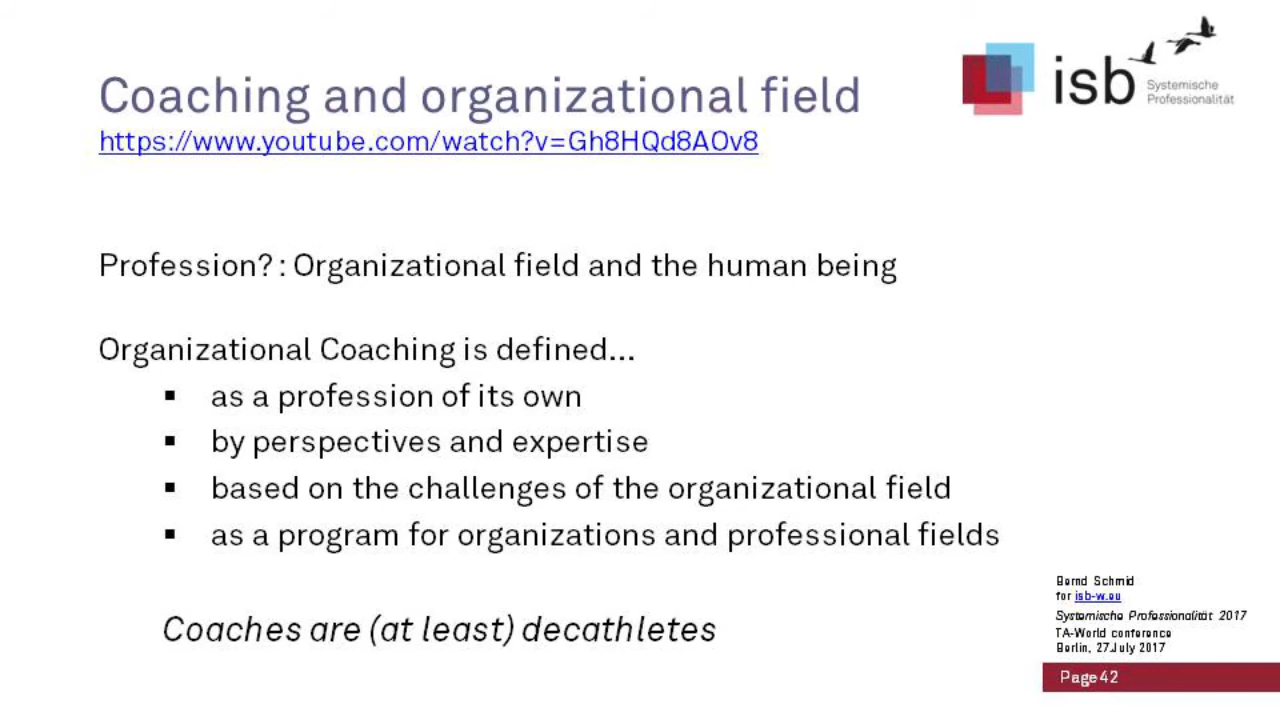 Coaching and organizational field
https://www.youtube.com/watch?v=Gh8HQd8AOv8
isb Systemische
Professionalität
Profession? : Organizational field and the human being
Organizational Coaching is defined...
▪ as a profession of its own
▪ by perspectives and expertise
▪ based on the challenges of the organizational field
▪ as a program for organizations and professional fields
Coaches are (at least) decathletes
Bernd Schmid
for isb-w.eu
Systemische Professionalität 2017
TA-World conference
Berlin, 27.July 2017
Page 42